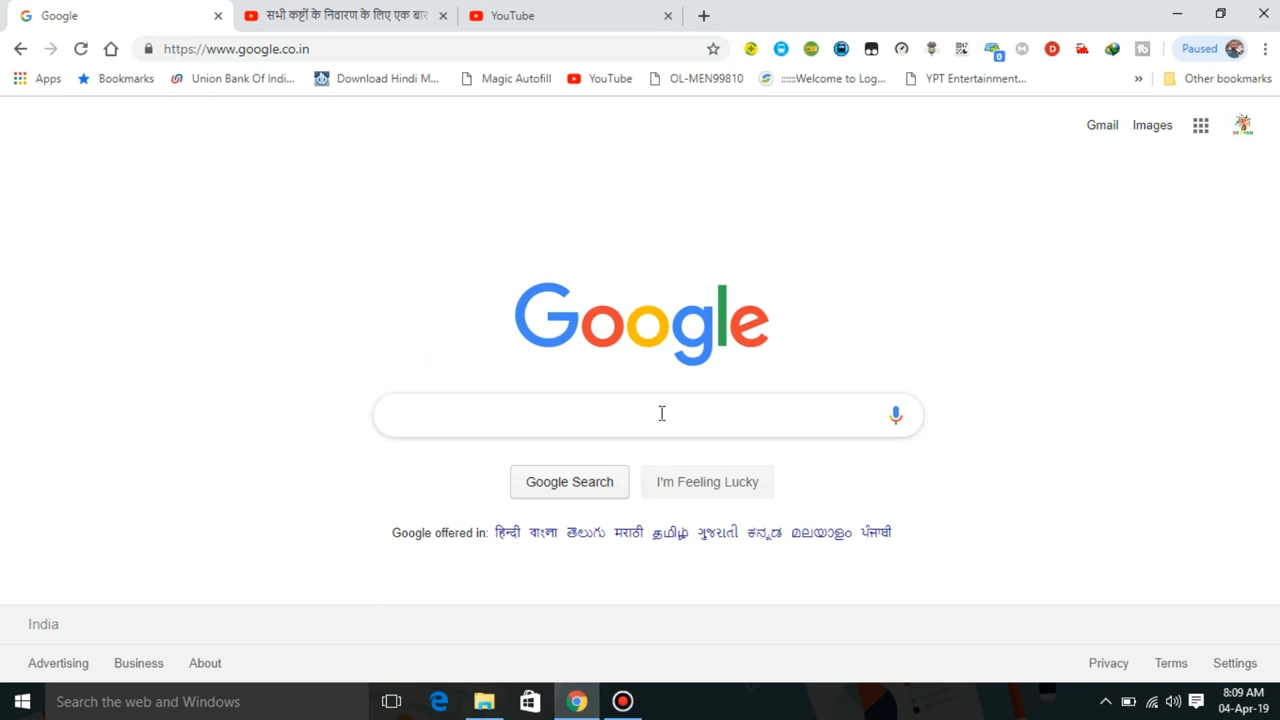 Google
सभी कष्टों के निवारण के लिए एक बार
YouTube
https://www.google.co.in
Paused
Apps
Bookmarks
Union Bank Of Indi...
Download Hindi M...
Magic Autofill
YouTube
OL-MEN99810
::::::Welcome to Log...
YPT Entertainment...
»
Other bookmarks
Gmail
Images
Google
Google Search
I'm Feeling Lucky
Google offered in: हिन्दी বাংলা తెలుగు मराठी தமிழ் ગુજરાતી ಕನ್ನಡ മലയാളം ਪੰਜਾਬੀ
India
Advertising
Business
About
Privacy
Terms
Settings
Search the web and Windows
8:09 AM
04-Apr-19